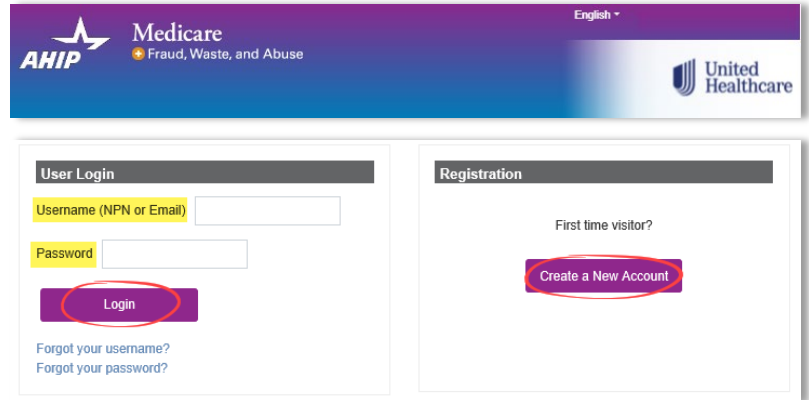 English
AHIP
Medicare
Fraud, Waste, and Abuse
United
Healthcare
User Login
Username (NPN or Email)
Password
Login
Forgot your username?
Forgot your password?
Registration
First time visitor?
Create a New Account